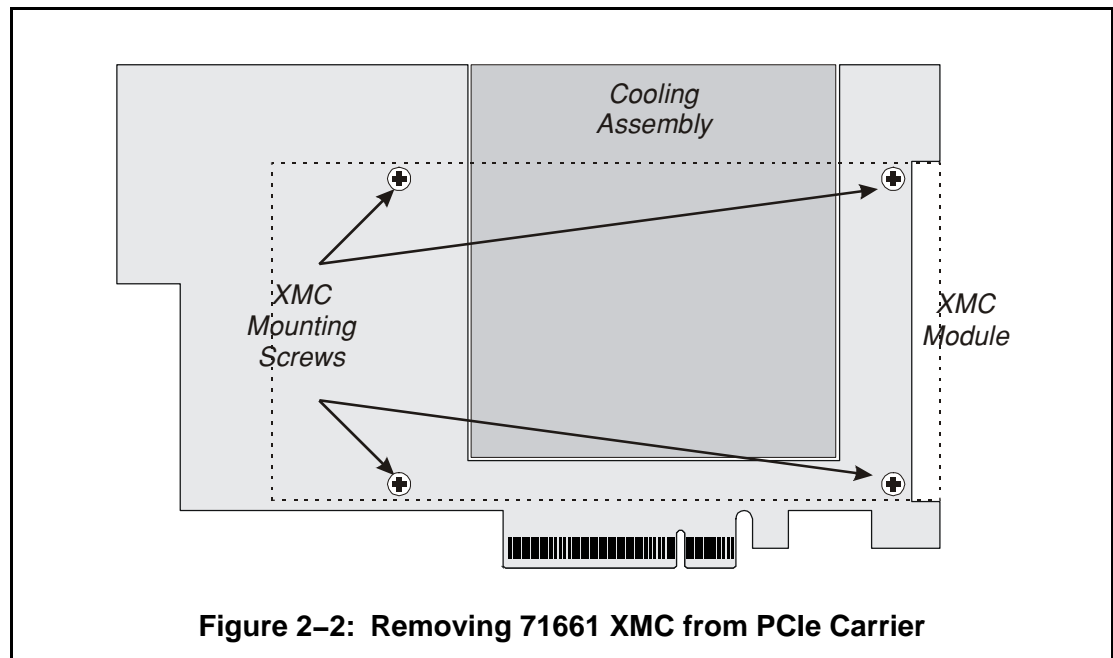 Cooling
Assembly
XMC
Mounting
Screws
XMC
Module
Figure 2–2:  Removing 71661 XMC from PCIe Carrier